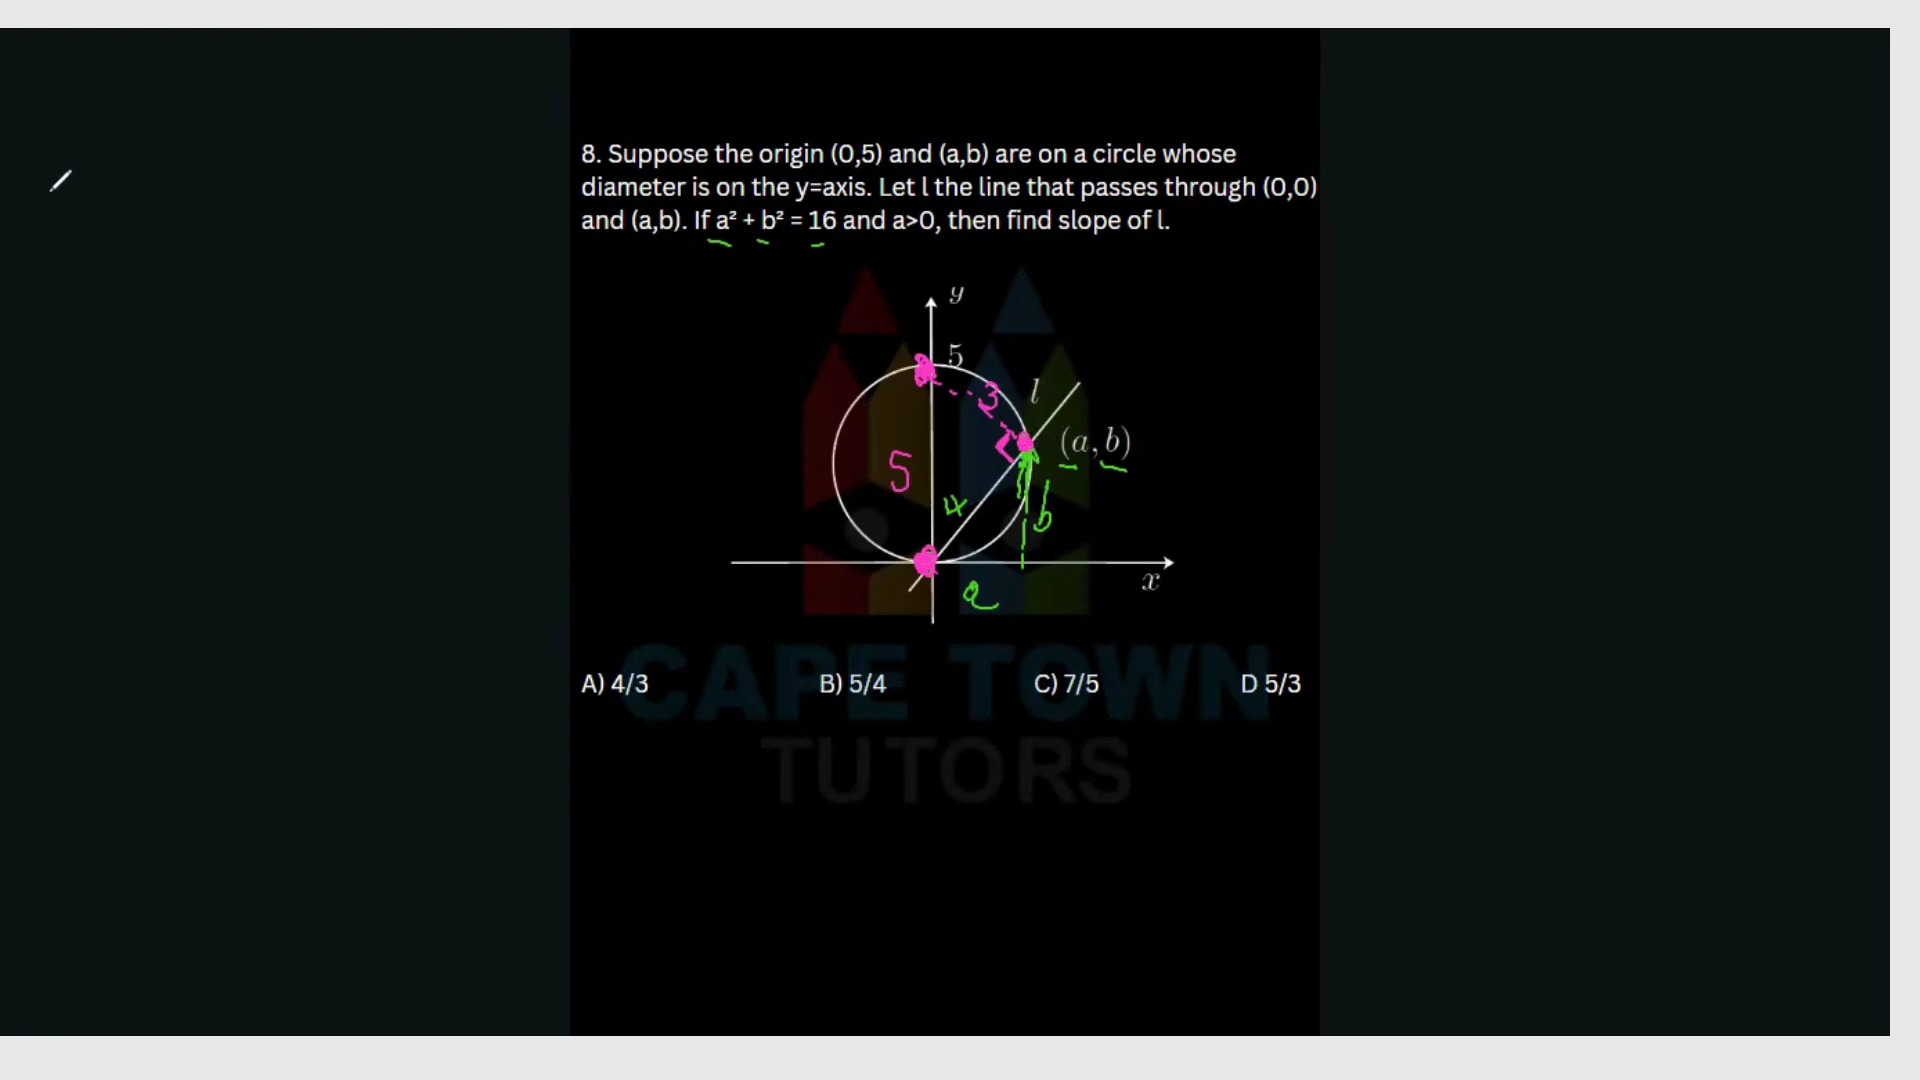 8. Suppose the origin (0,5) and (a,b) are on a circle whose
diameter is on the y=axis. Let l the line that passes through (0,0)
and (a,b). If a² + b² = 16 and a>0, then find slope of l.
y
5
3
l
(a, b)
5
4
b
x
a
A) 4/3 B) 5/4 C) 7/5 D 5/3
CAPE TOWN
TUTORS